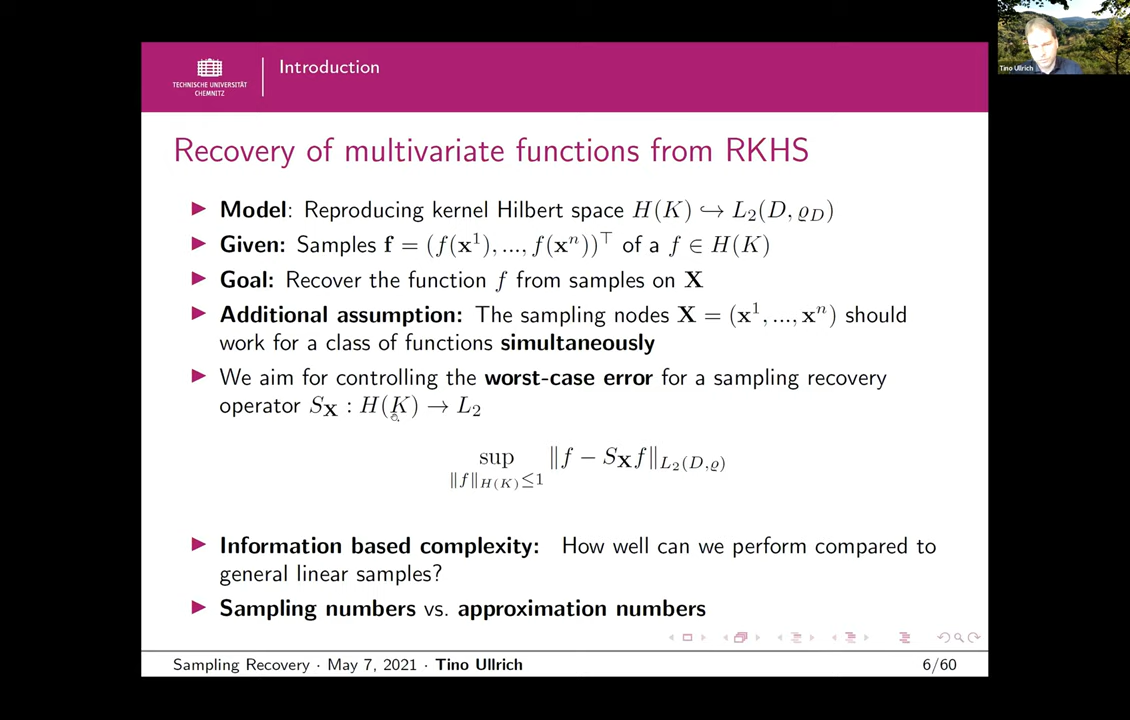 Tino Ullrich
TECHNISCHE UNIVERSITÄT
CHEMNITZ
Introduction
Recovery of multivariate functions from RKHS
▶ Model: Reproducing kernel Hilbert space H(K) ↪ L₂(D, ϱ_D)
▶ Given: Samples f = (f(x¹), ..., f(xⁿ))^⊤ of a f ∈ H(K)
▶ Goal: Recover the function f from samples on X
▶ Additional assumption: The sampling nodes X = (x¹, ..., xⁿ) should
work for a class of functions simultaneously
▶ We aim for controlling the worst-case error for a sampling recovery
operator S_X : H(K) → L₂
sup ‖f − S_X f‖_{L₂(D,ϱ)}
‖f‖_{H(K)} ≤ 1
▶ Information based complexity: How well can we perform compared to
general linear samples?
▶ Sampling numbers vs. approximation numbers
Sampling Recovery · May 7, 2021 · Tino Ullrich 6/60